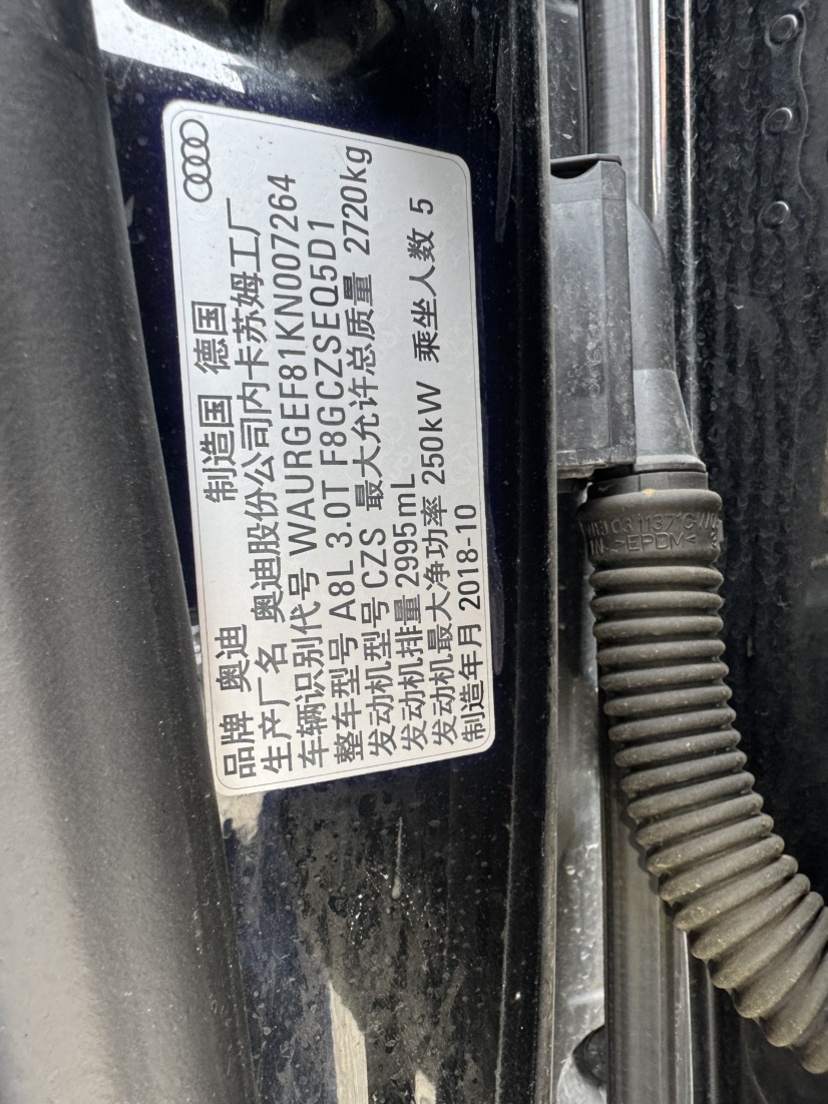 品牌 奥迪 制造国 德国
生产厂名 奥迪股份公司内卡苏姆工厂
车辆识别代号 WAURGEF81KN007264
整车型号 A8L 3.0T F8GCZSEQ5D1
发动机型号 CZS 最大允许总质量 2720kg
发动机排量 2995mL
发动机最大净功率 250kW 乘坐人数 5
制造年月 2018-10
>EPDM<